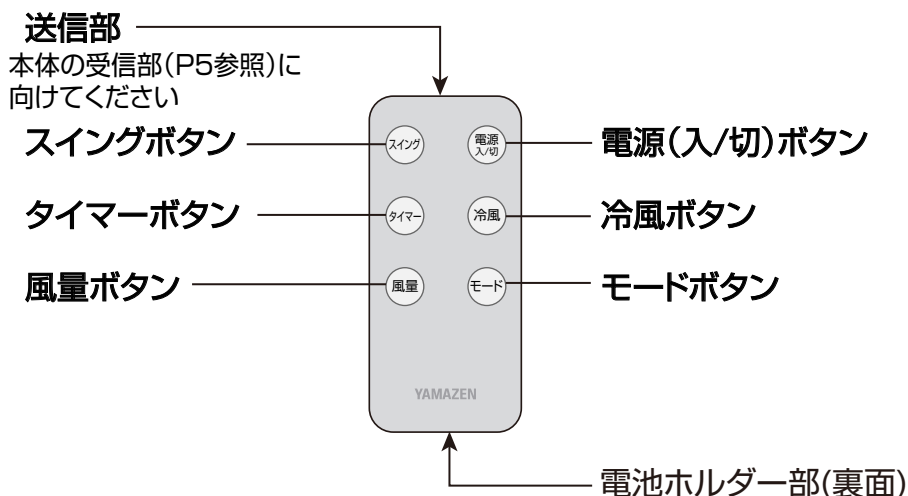 送信部
本体の受信部(P5参照)に
向けてください
スイングボタン
タイマーボタン
風量ボタン
スイング
電源
入/切
タイマー
冷風
風量
モード
YAMAZEN
電源(入/切)ボタン
冷風ボタン
モードボタン
電池ホルダー部(裏面)